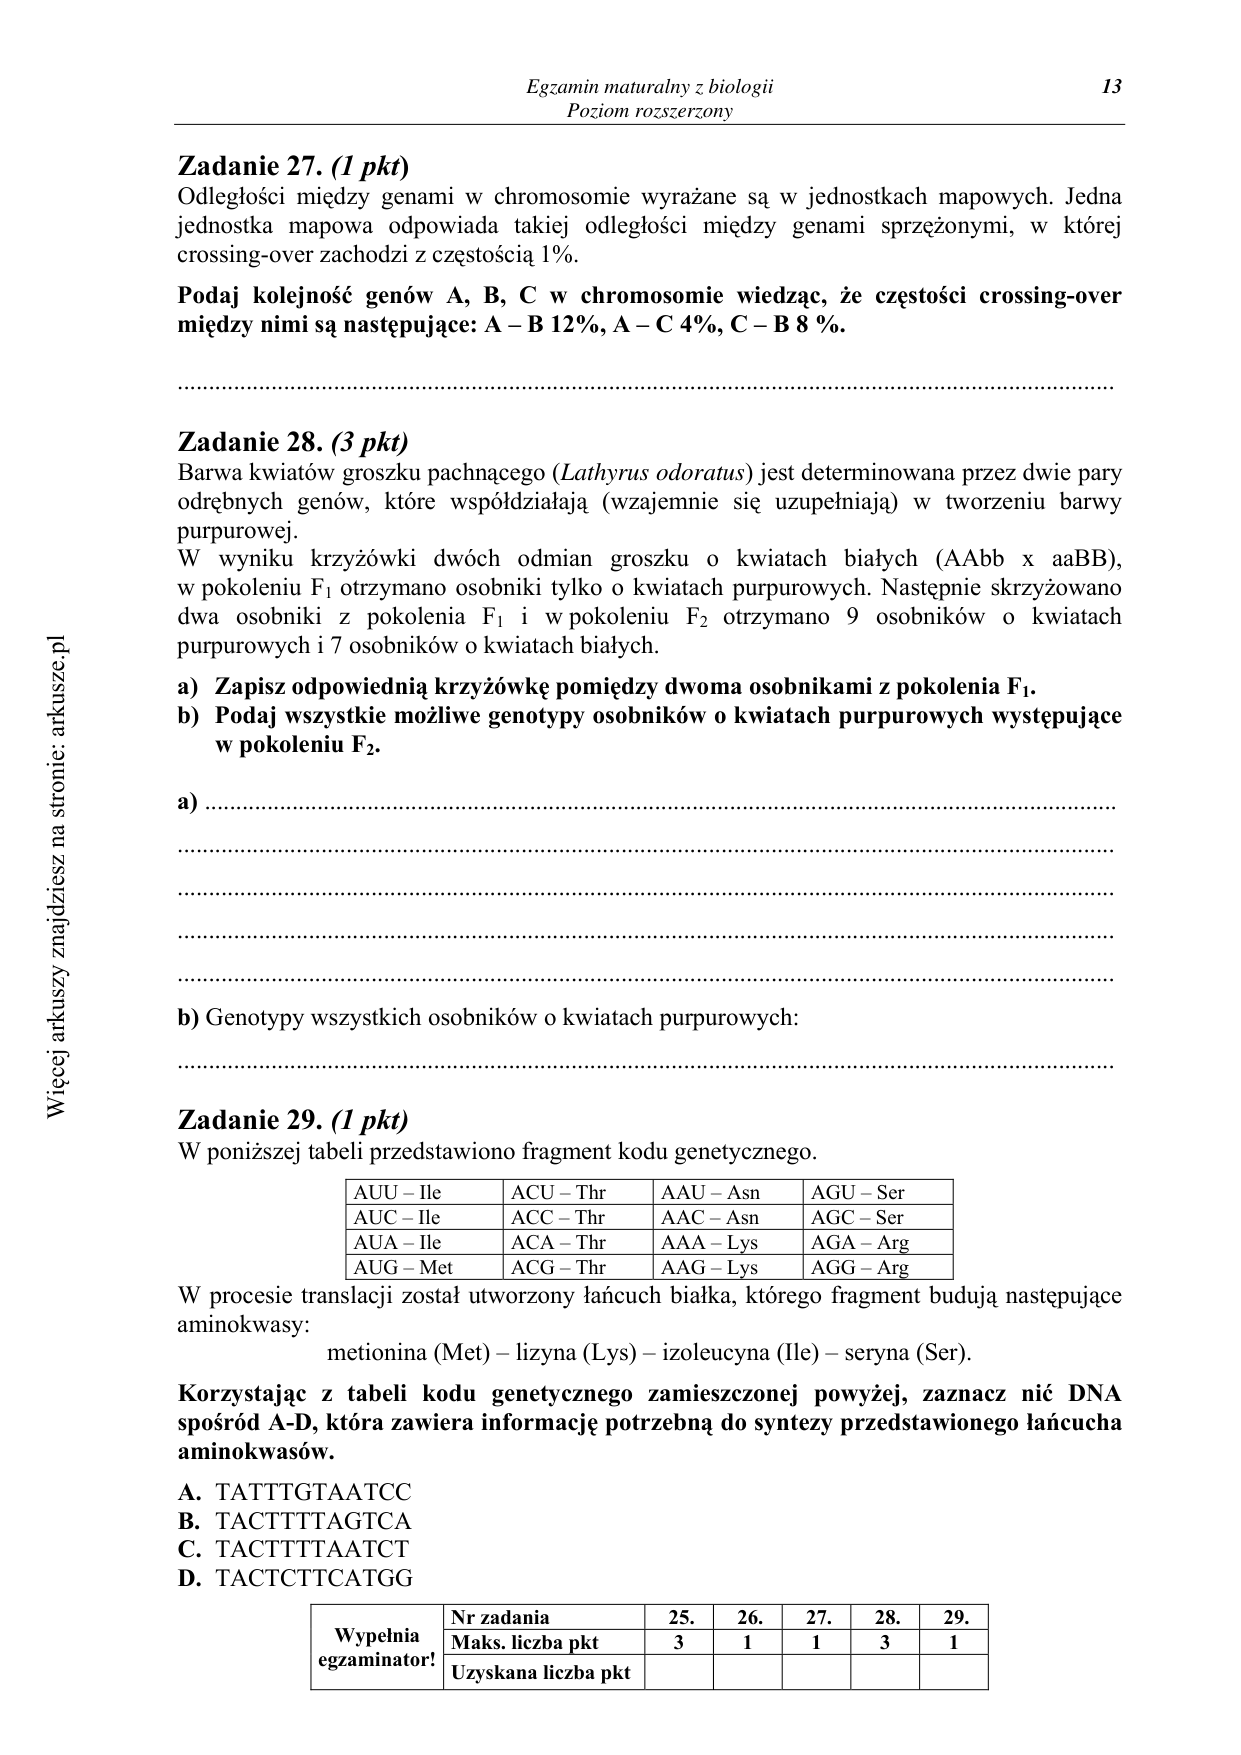 Egzamin maturalny z biologii
13
Poziom rozszerzony
Zadanie 27. (1 pkt)
Odległości między genami w chromosomie wyrażane są w jednostkach mapowych. Jedna
jednostka mapowa odpowiada takiej odległości między genami sprzężonymi, w której
crossing-over zachodzi z częstością 1%.
Podaj kolejność genów A, B, C w chromosomie wiedząc, że częstości crossing-over
między nimi są następujące: A – B 12%, A – C 4%, C – B 8 %.
Zadanie 28. (3 pkt)
Barwa kwiatów groszku pachnącego (Lathyrus odoratus) jest determinowana przez dwie pary
odrębnych genów, które współdziałają (wzajemnie się uzupełniają) w tworzeniu barwy
purpurowej.
W wyniku krzyżówki dwóch odmian groszku o kwiatach białych (AAbb x aaBB),
w pokoleniu F1 otrzymano osobniki tylko o kwiatach purpurowych. Następnie skrzyżowano
dwa osobniki z pokolenia F1 i w pokoleniu F2 otrzymano 9 osobników o kwiatach
purpurowych i 7 osobników o kwiatach białych.
a) Zapisz odpowiednią krzyżówkę pomiędzy dwoma osobnikami z pokolenia F1.
b) Podaj wszystkie możliwe genotypy osobników o kwiatach purpurowych występujące
w pokoleniu F2.
a)
b) Genotypy wszystkich osobników o kwiatach purpurowych:
Zadanie 29. (1 pkt)
W poniższej tabeli przedstawiono fragment kodu genetycznego.
AUU – Ile ACU – Thr AAU – Asn AGU – Ser
AUC – Ile ACC – Thr AAC – Asn AGC – Ser
AUA – Ile ACA – Thr AAA – Lys AGA – Arg
AUG – Met ACG – Thr AAG – Lys AGG – Arg
W procesie translacji został utworzony łańcuch białka, którego fragment budują następujące
aminokwasy:
metionina (Met) – lizyna (Lys) – izoleucyna (Ile) – seryna (Ser).
Korzystając z tabeli kodu genetycznego zamieszczonej powyżej, zaznacz nić DNA
spośród A-D, która zawiera informację potrzebną do syntezy przedstawionego łańcucha
aminokwasów.
A. TATTTGTAATCC
B. TACTTTTAGTCA
C. TACTTTTAATCT
D. TACTCTTCATGG
Wypełnia egzaminator!
Nr zadania 25. 26. 27. 28. 29.
Maks. liczba pkt 3 1 1 3 1
Uzyskana liczba pkt
Więcej arkuszy znajdziesz na stronie: arkusze.pl